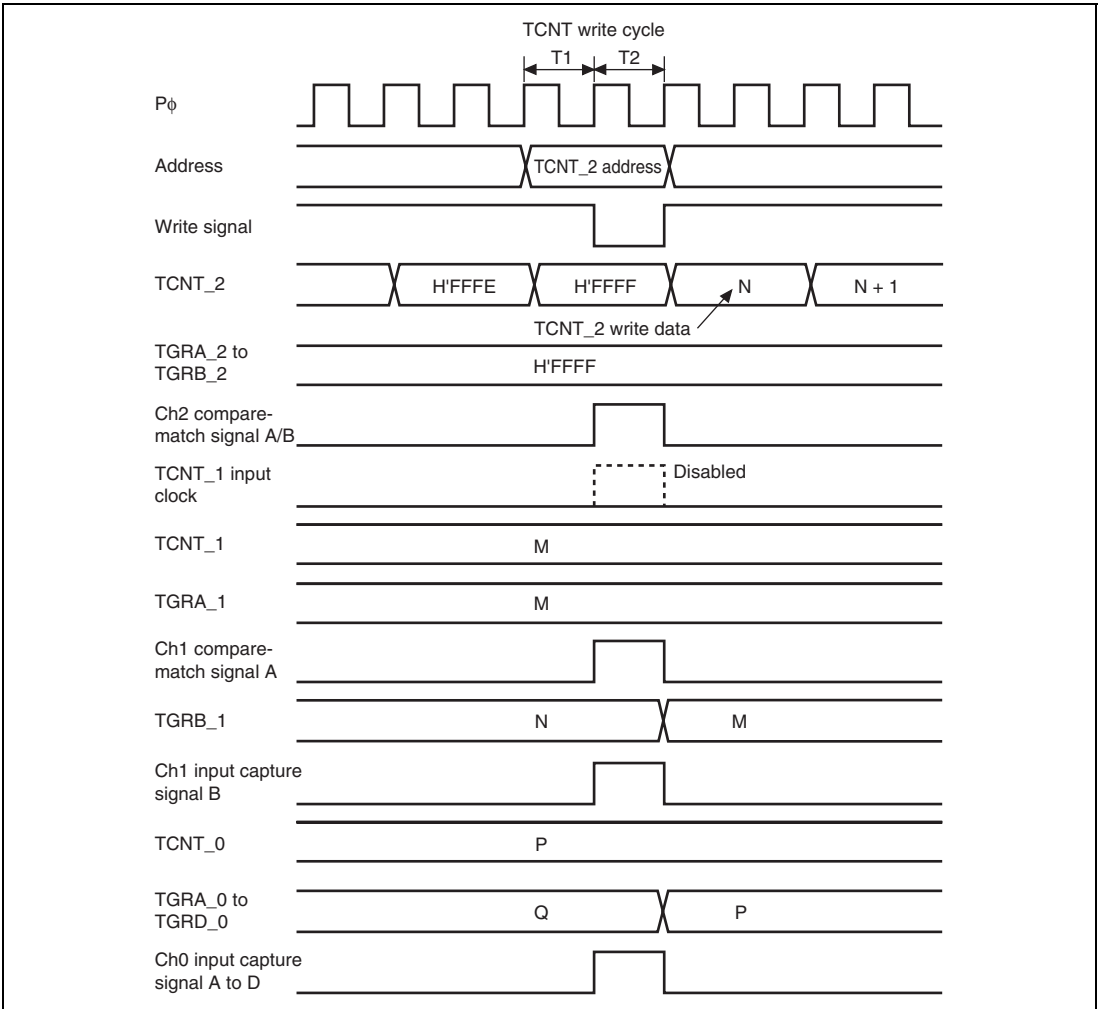 TCNT write cycle
T1 T2
Pϕ
Address
TCNT_2 address
Write signal
TCNT_2
H'FFFE
H'FFFF
N
N + 1
TCNT_2 write data
TGRA_2 to
TGRB_2
H'FFFF
Ch2 compare-
match signal A/B
TCNT_1 input
clock
Disabled
TCNT_1
M
TGRA_1
M
Ch1 compare-
match signal A
TGRB_1
N
M
Ch1 input capture
signal B
TCNT_0
P
TGRA_0 to
TGRD_0
Q
P
Ch0 input capture
signal A to D